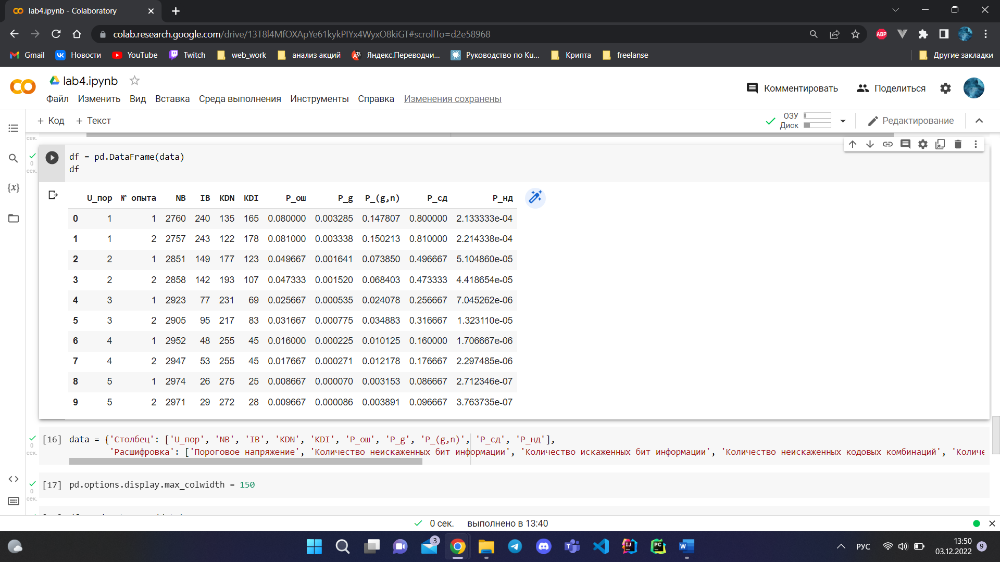 lab4.ipynb - Colaboratory
colab.research.google.com/drive/13T8l4MfOXApYe61kykPIYx4WyxO8kiGT#scrollTo=d2e58968
ABP
Gmail
Новости
YouTube
Twitch
web_work
анализ акций
Яндекс.Переводчи...
Руководство по Ku...
Крипта
freelanse
Другие закладки
lab4.ipynb
Файл Изменить Вид Вставка Среда выполнения Инструменты Справка Изменения сохранены
Комментировать
Поделиться
+ Код + Текст
ОЗУ
Диск
Редактирование
сек.
0
сек.
df = pd.DataFrame(data)
df
U_пор № опыта NB IB KDN KDI P_ош P_g P_(g,n) P_сд P_нд
0 1 1 2760 240 135 165 0.080000 0.003285 0.147807 0.800000 2.133333e-04
1 1 2 2757 243 122 178 0.081000 0.003338 0.150213 0.810000 2.214338e-04
2 2 1 2851 149 177 123 0.049667 0.001641 0.073850 0.496667 5.104860e-05
3 2 2 2858 142 193 107 0.047333 0.001520 0.068403 0.473333 4.418654e-05
4 3 1 2923 77 231 69 0.025667 0.000535 0.024078 0.256667 7.045262e-06
5 3 2 2905 95 217 83 0.031667 0.000775 0.034883 0.316667 1.323110e-05
6 4 1 2952 48 255 45 0.016000 0.000225 0.010125 0.160000 1.706667e-06
7 4 2 2947 53 255 45 0.017667 0.000271 0.012178 0.176667 2.297485e-06
8 5 1 2974 26 275 25 0.008667 0.000070 0.003153 0.086667 2.712346e-07
9 5 2 2971 29 272 28 0.009667 0.000086 0.003891 0.096667 3.763735e-07
0
сек.
[16] data = {'Столбец': ['U_пор', 'NB', 'IB', 'KDN', 'KDI', 'P_ош', 'P_g', 'P_(g,n)', 'P_сд', 'P_нд'],
'Расшифровка': ['Пороговое напряжение', 'Количество неискаженных бит информации', 'Количество искаженных бит информации', 'Количество неискаженных кодовых комбинаций', 'Количе
0
сек.
[17] pd.options.display.max_colwidth = 150
0 сек. выполнено в 13:40
3
РУС
13:50
03.12.2022
9